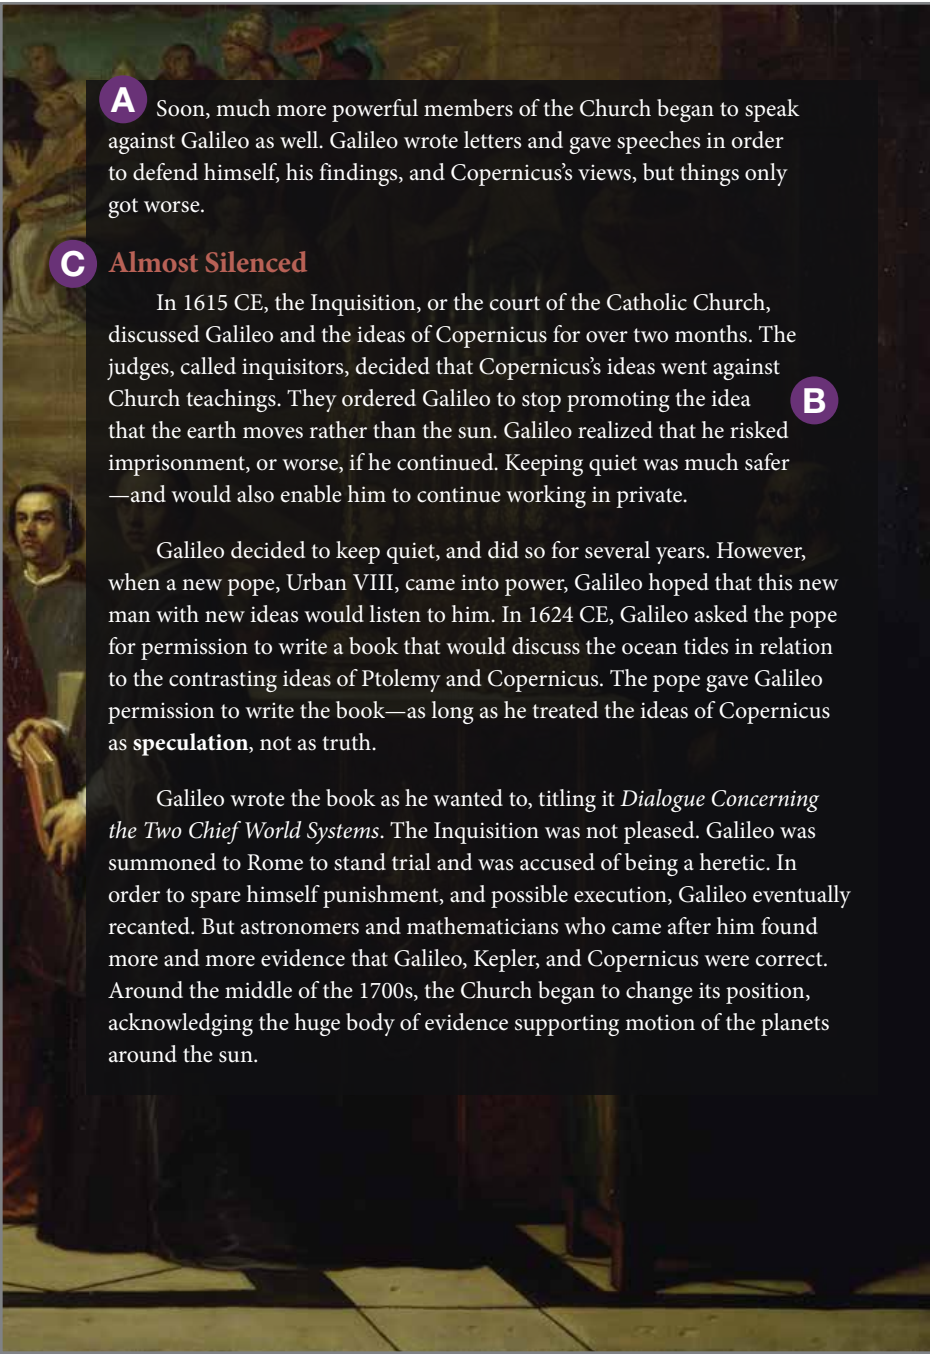 A
Soon, much more powerful members of the Church began to speak
against Galileo as well. Galileo wrote letters and gave speeches in order
to defend himself, his findings, and Copernicus’s views, but things only
got worse.
C
Almost Silenced
In 1615 CE, the Inquisition, or the court of the Catholic Church,
discussed Galileo and the ideas of Copernicus for over two months. The
judges, called inquisitors, decided that Copernicus’s ideas went against
Church teachings. They ordered Galileo to stop promoting the idea
B
that the earth moves rather than the sun. Galileo realized that he risked
imprisonment, or worse, if he continued. Keeping quiet was much safer
—and would also enable him to continue working in private.
Galileo decided to keep quiet, and did so for several years. However,
when a new pope, Urban VIII, came into power, Galileo hoped that this new
man with new ideas would listen to him. In 1624 CE, Galileo asked the pope
for permission to write a book that would discuss the ocean tides in relation
to the contrasting ideas of Ptolemy and Copernicus. The pope gave Galileo
permission to write the book—as long as he treated the ideas of Copernicus
as speculation, not as truth.
Galileo wrote the book as he wanted to, titling it Dialogue Concerning
the Two Chief World Systems. The Inquisition was not pleased. Galileo was
summoned to Rome to stand trial and was accused of being a heretic. In
order to spare himself punishment, and possible execution, Galileo eventually
recanted. But astronomers and mathematicians who came after him found
more and more evidence that Galileo, Kepler, and Copernicus were correct.
Around the middle of the 1700s, the Church began to change its position,
acknowledging the huge body of evidence supporting motion of the planets
around the sun.